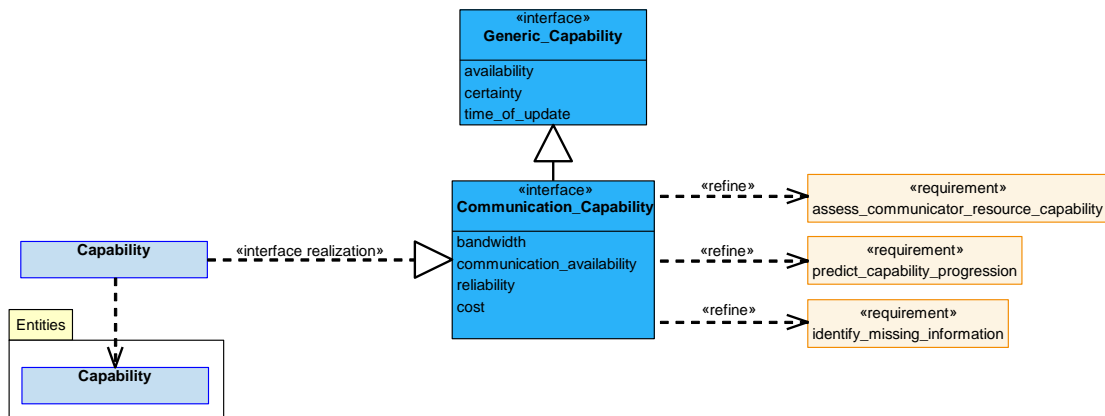 «interface»
Generic_Capability
availability
certainty
time_of_update
«interface»
Communication_Capability
bandwidth
communication_availability
reliability
cost
«refine»
«requirement»
assess_communicator_resource_capability
«refine»
«requirement»
predict_capability_progression
«refine»
«requirement»
identify_missing_information
Capability
«interface realization»
Entities
Capability